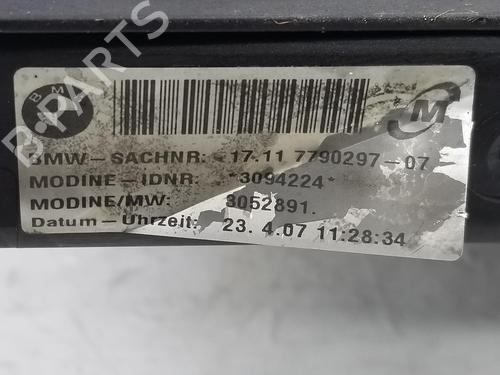 B-PARTS
BMW
M
BMW-SACHNR: 17.11 7790297-07
MODINE-IDNR: *3094224*
MODINE/MW: 3052891.
Datum-Uhrzeit: 23. 4.07 11:28:34